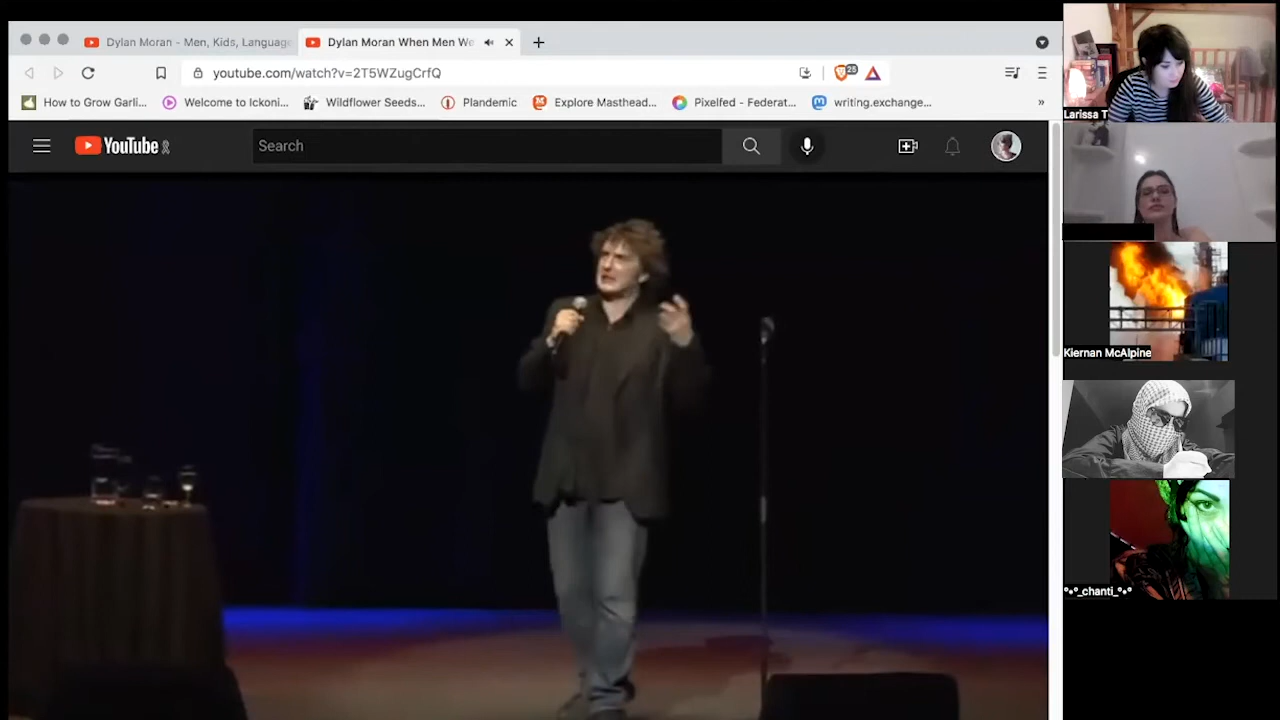 Dylan Moran - Men, Kids, Language
Dylan Moran When Men We
youtube.com/watch?v=2T5WZugCrfQ
25
How to Grow Garli...
Welcome to Ickoni...
Wildflower Seeds...
Plandemic
Explore Masthead...
Pixelfed - Federat...
writing.exchange...
»
YouTube
Search
Larissa T
Kiernan McAlpine
°•°_chanti_°•°